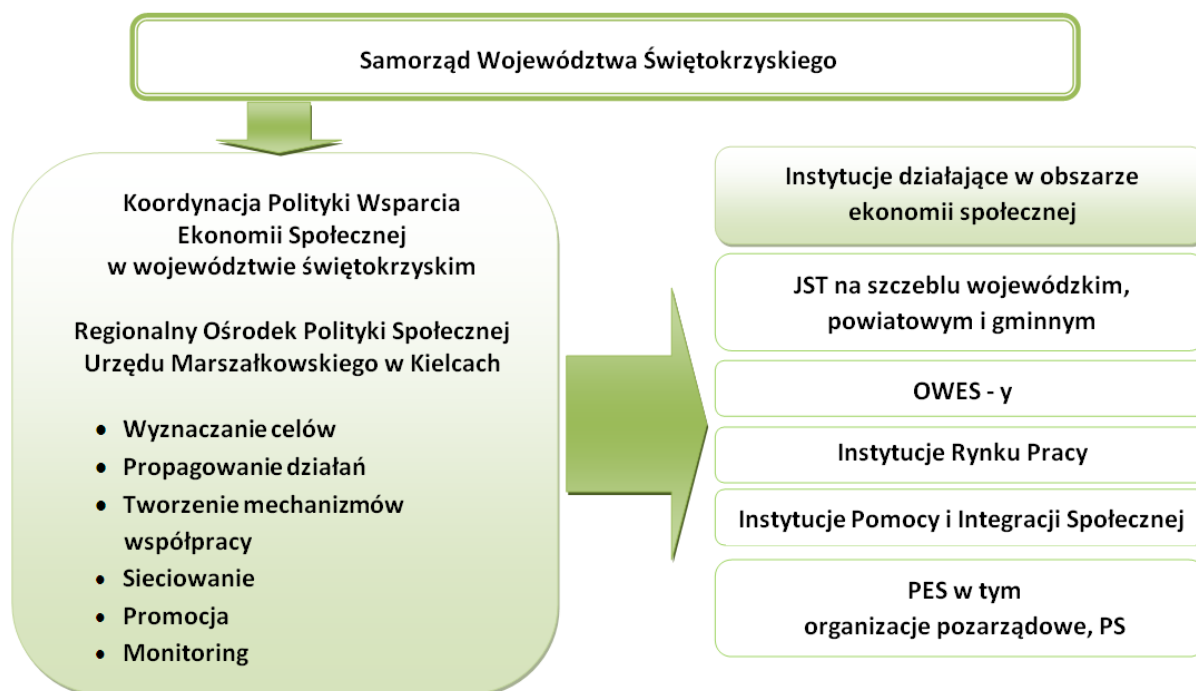 Samorząd Województwa Świętokrzyskiego
Koordynacja Polityki Wsparcia
Ekonomii Społecznej
w województwie świętokrzyskim
Regionalny Ośrodek Polityki Społecznej
Urzędu Marszałkowskiego w Kielcach
• Wyznaczanie celów
• Propagowanie działań
• Tworzenie mechanizmów
współpracy
• Sieciowanie
• Promocja
• Monitoring
Instytucje działające w obszarze
ekonomii społecznej
JST na szczeblu wojewódzkim,
powiatowym i gminnym
OWES - y
Instytucje Rynku Pracy
Instytucje Pomocy i Integracji Społecznej
PES w tym
organizacje pozarządowe, PS